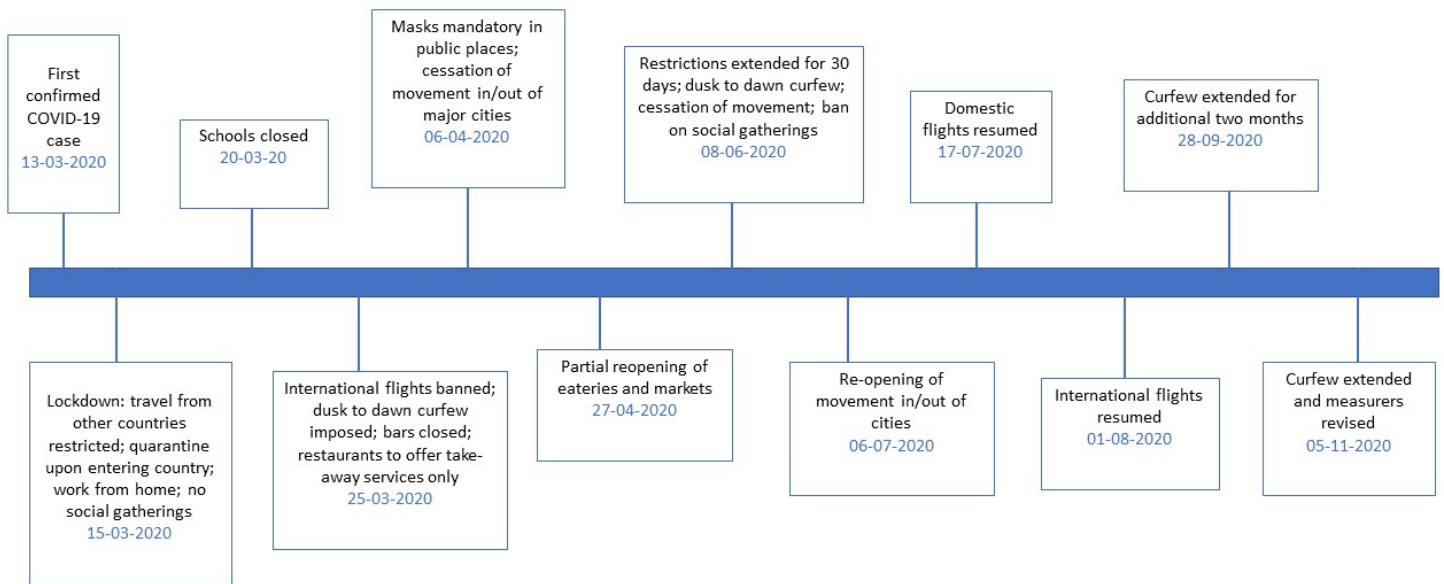 First
confirmed
COVID-19
case
13-03-2020
Lockdown: travel from
other countries
restricted; quarantine
upon entering country;
work from home; no
social gatherings
15-03-2020
Schools closed
20-03-20
International flights banned;
dusk to dawn curfew
imposed; bars closed;
restaurants to offer take-
away services only
25-03-2020
Masks mandatory in
public places;
cessation of
movement in/out of
major cities
06-04-2020
Partial reopening of
eateries and markets
27-04-2020
Restrictions extended for 30
days; dusk to dawn curfew;
cessation of movement; ban
on social gatherings
08-06-2020
Re-opening of
movement in/out of
cities
06-07-2020
Domestic
flights resumed
17-07-2020
International flights
resumed
01-08-2020
Curfew extended for
additional two months
28-09-2020
Curfew extended
and measurers
revised
05-11-2020